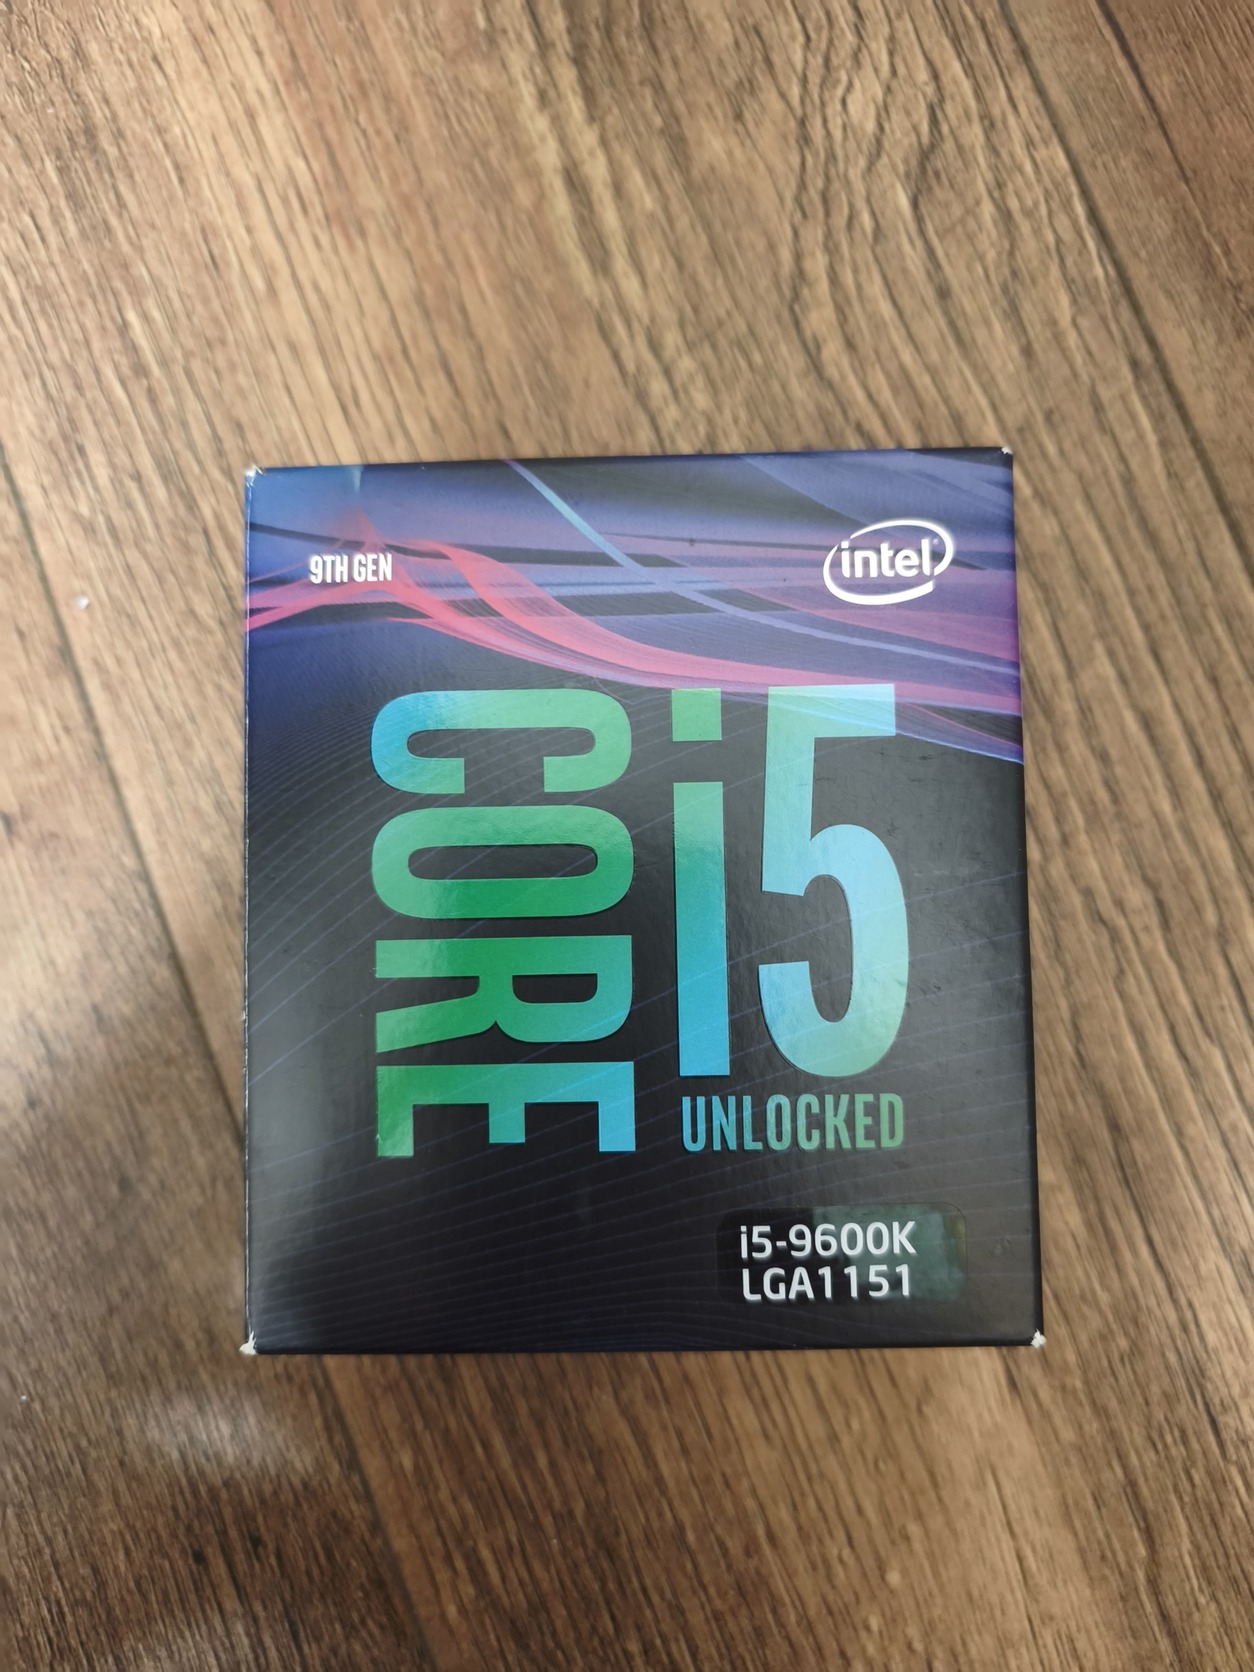 9TH GEN
intel
CORE
i5
UNLOCKED
i5-9600K
LGA1151